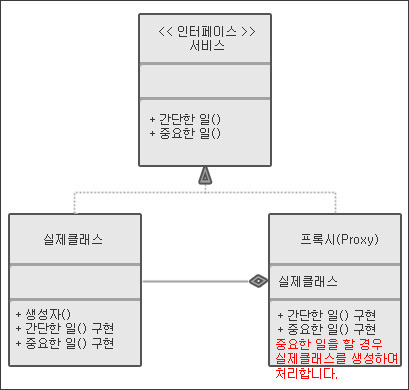 << 인터페이스 >>
서비스
+ 간단한 일()
+ 중요한 일()
실제클래스
+ 생성자()
+ 간단한 일() 구현
+ 중요한 일() 구현
프록시(Proxy)
실제클래스
+ 간단한 일() 구현
+ 중요한 일() 구현
중요한 일을 할 경우
실제클래스를 생성하여
처리합니다.